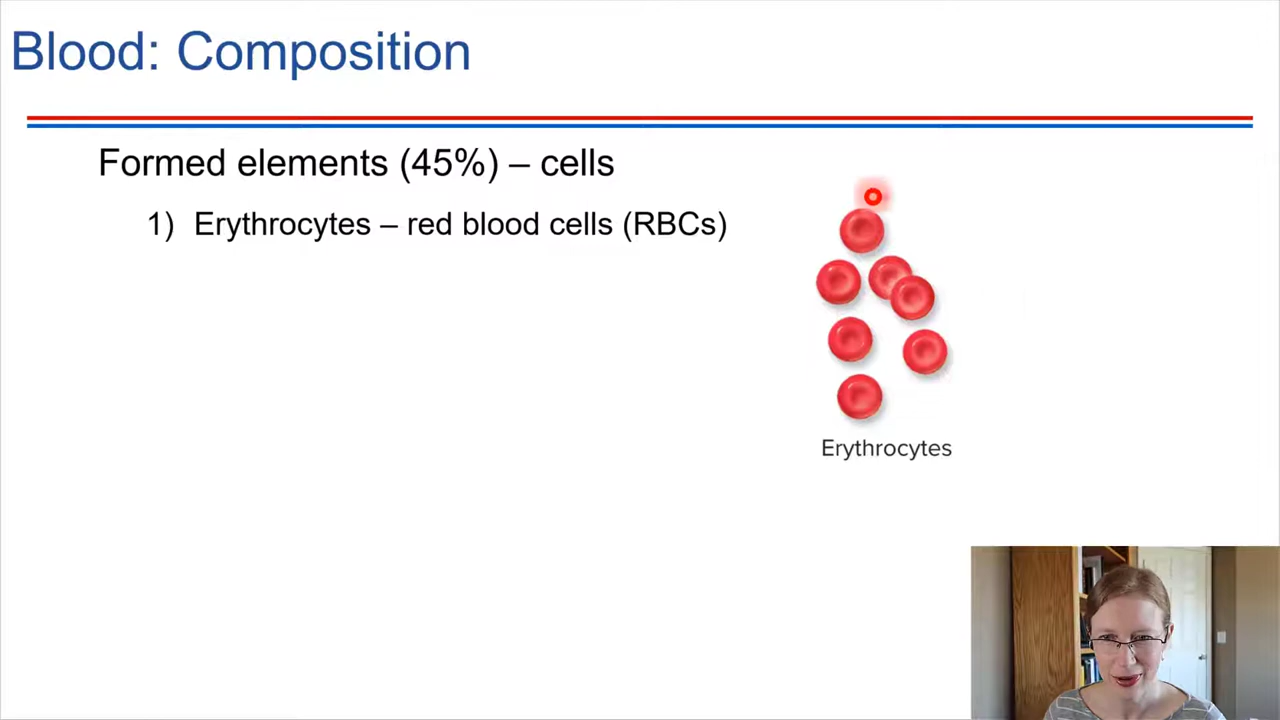 Blood: Composition
Formed elements (45%) – cells
1) Erythrocytes – red blood cells (RBCs)
Erythrocytes